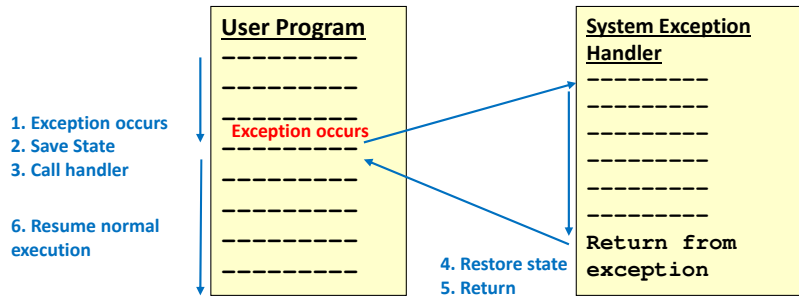 User Program
Exception occurs
1. Exception occurs
2. Save State
3. Call handler
6. Resume normal
execution
System Exception
Handler
Return from
exception
4. Restore state
5. Return